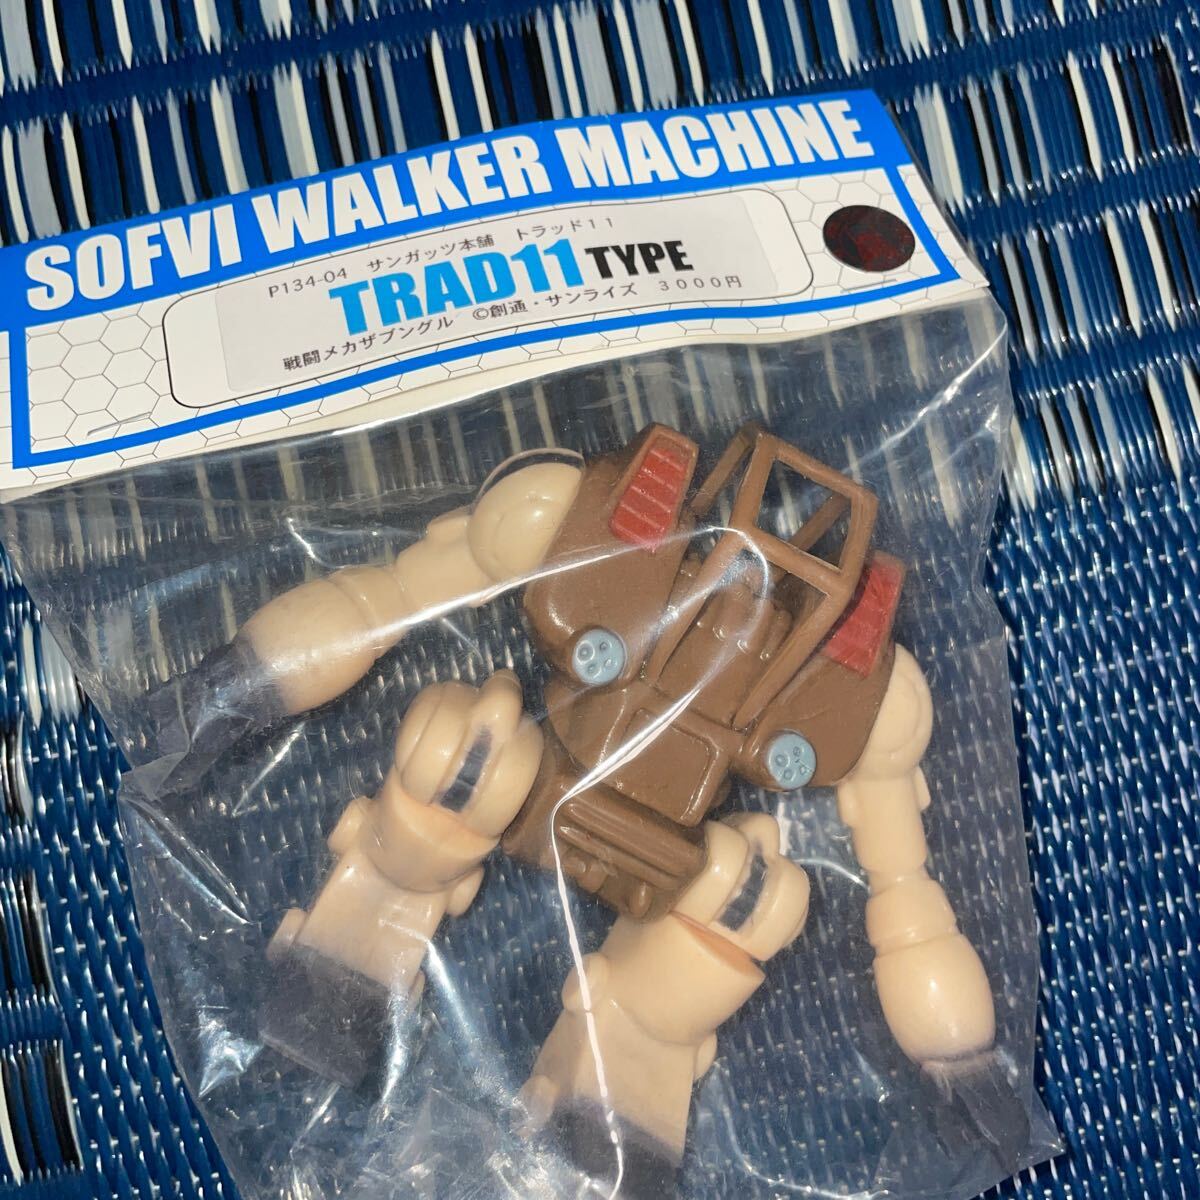 SOFVI WALKER MACHINE
P134-04 サンガッツ本舗 トラッド11
TRAD11 TYPE
戦闘メカザブングル ©創通・サンライズ 3000円